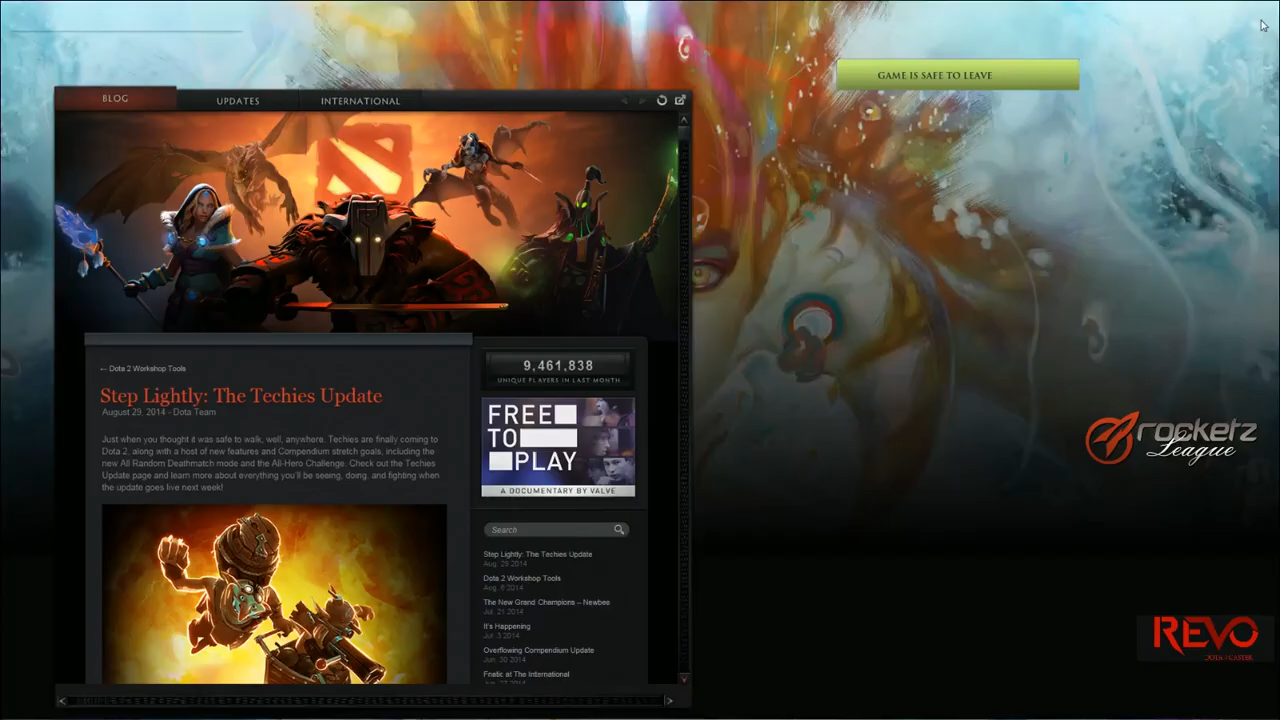 GAME IS SAFE TO LEAVE
BLOG
UPDATES
INTERNATIONAL
← Dota 2 Workshop Tools
Step Lightly: The Techies Update
August 29, 2014 - Dota Team
Just when you thought it was safe to walk, well, anywhere. Techies are finally coming to
Dota 2, along with a host of new features and Compendium stretch goals, including the
new All Random Deathmatch mode and the All-Hero Challenge. Check out the Techies
Update page and learn more about everything you'll be seeing, doing, and fighting when
the update goes live next week!
9,461,838
UNIQUE PLAYERS IN LAST MONTH
FREE
TO
PLAY
A DOCUMENTARY BY VALVE
Search
Step Lightly: The Techies Update
Aug. 29 2014
Dota 2 Workshop Tools
Aug. 6 2014
The New Grand Champions – Newbee
Jul. 21 2014
It's Happening
Jul. 3 2014
Overflowing Compendium Update
Jun. 30 2014
Fnatic at The International
rocketz
League
REVO
DOTA 2 CASTER